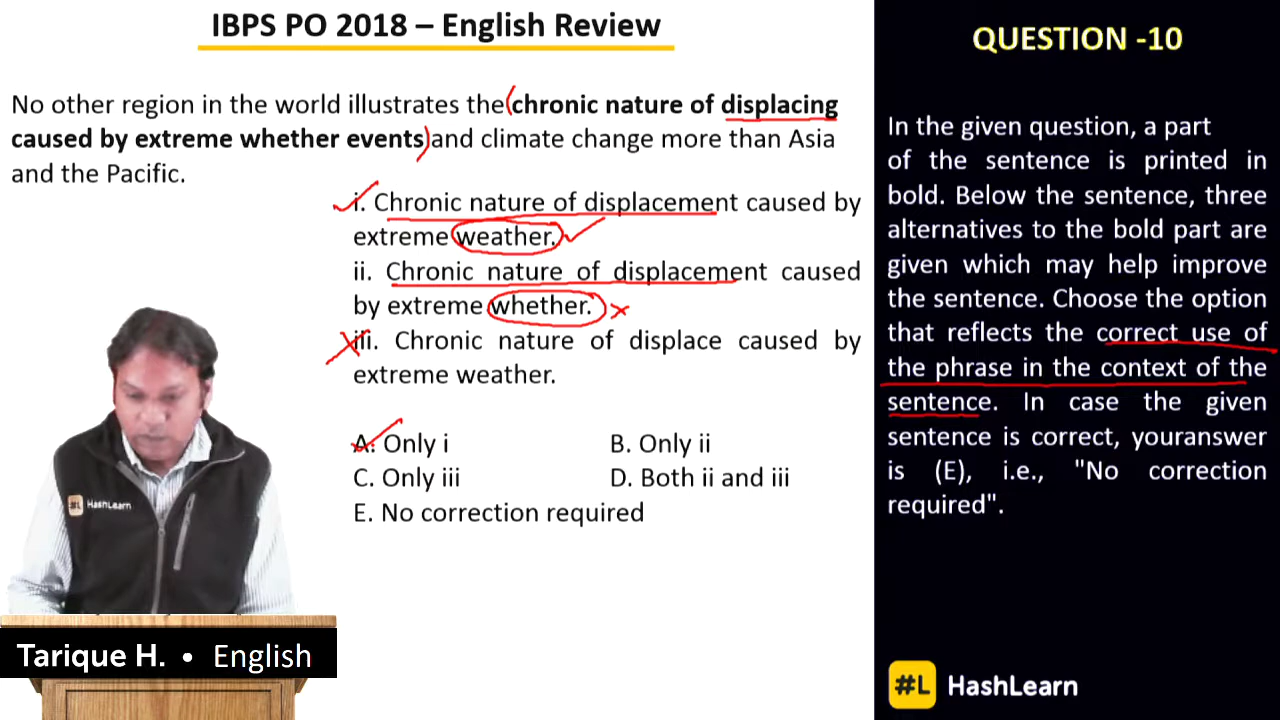 IBPS PO 2018 – English Review
No other region in the world illustrates the chronic nature of displacing
caused by extreme whether events and climate change more than Asia
and the Pacific.
i. Chronic nature of displacement caused by
extreme weather.
ii. Chronic nature of displacement caused
by extreme whether.
iii. Chronic nature of displace caused by
extreme weather.
A. Only i
B. Only ii
C. Only iii
D. Both ii and iii
E. No correction required
#L HashLearn
Tarique H. • English
QUESTION -10
In the given question, a part
of the sentence is printed in
bold. Below the sentence, three
alternatives to the bold part are
given which may help improve
the sentence. Choose the option
that reflects the correct use of
the phrase in the context of the
sentence. In case the given
sentence is correct, youranswer
is (E), i.e., "No correction
required".
#L HashLearn